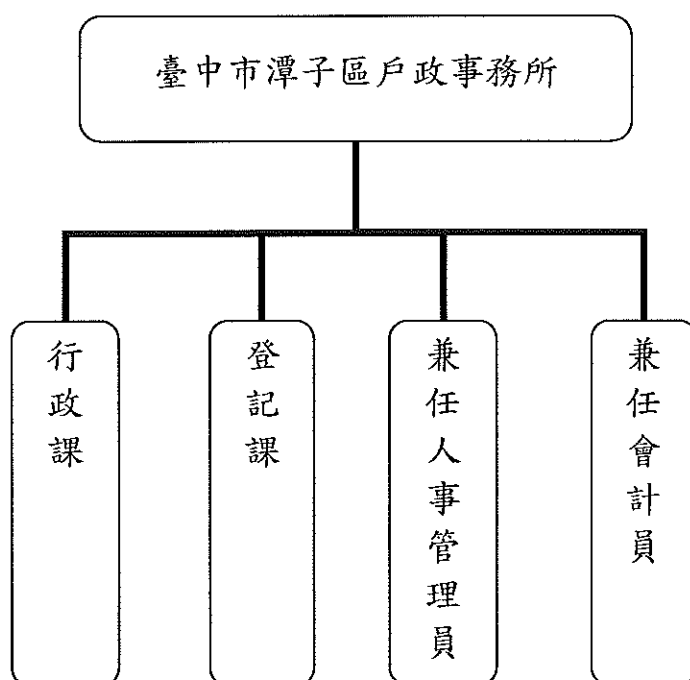 臺中市潭子區戶政事務所
行政課
登記課
兼任人事管理員
兼任會計員